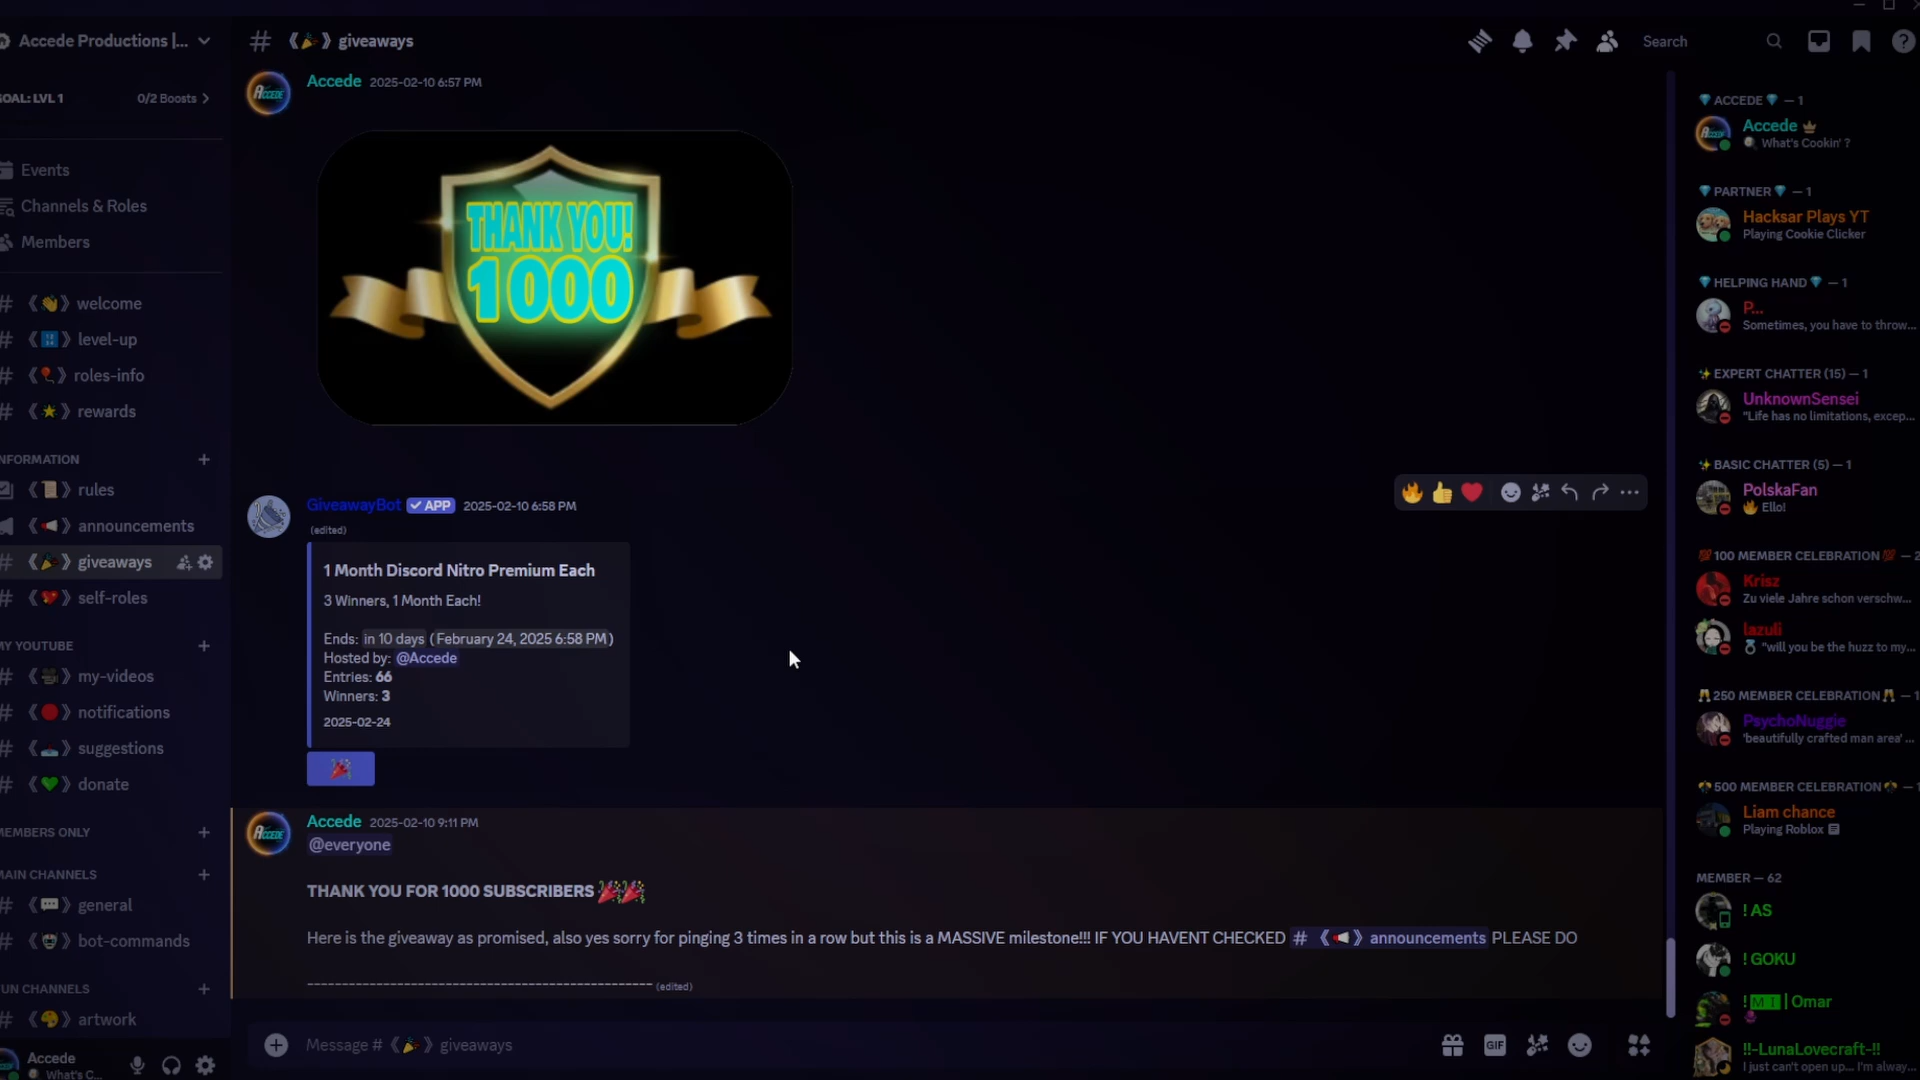 Accede Productions |...
GOAL: LVL 1
0/2 Boosts
Events
Channels & Roles
Members
welcome
level-up
roles-info
rewards
INFORMATION
rules
announcements
giveaways
self-roles
MY YOUTUBE
my-videos
notifications
suggestions
donate
MEMBERS ONLY
MAIN CHANNELS
general
bot-commands
FUN CHANNELS
artwork
Accede
What's C...
# 《🎉》 giveaways
Search
Accede 2025-02-10 6:57 PM
THANK YOU!
1000
GiveawayBot ✓ APP 2025-02-10 6:58 PM
(edited)
1 Month Discord Nitro Premium Each
3 Winners, 1 Month Each!
Ends: in 10 days (February 24, 2025 6:58 PM)
Hosted by: @Accede
Entries: 66
Winners: 3
2025-02-24
Accede 2025-02-10 9:11 PM
@everyone
THANK YOU FOR 1000 SUBSCRIBERS 🎉🎉
Here is the giveaway as promised, also yes sorry for pinging 3 times in a row but this is a MASSIVE milestone!!! IF YOU HAVENT CHECKED # 《📢》 announcements PLEASE DO
-------------------------------------------------- (edited)
Message # 《🎉》 giveaways
GIF
💎 ACCEDE 💎 — 1
Accede
What's Cookin' ?
💎 PARTNER 💎 — 1
Hacksar Plays YT
Playing Cookie Clicker
💎 HELPING HAND 💎 — 1
P...
Sometimes, you have to throw...
✨ EXPERT CHATTER (15) — 1
UnknownSensei
"Life has no limitations, excep...
✨ BASIC CHATTER (5) — 1
PolskaFan
🔥 Ello!
💯 100 MEMBER CELEBRATION 💯 — 2
Krisz
Zu viele Jahre schon verschw...
lazuli
💍 "will you be the huzz to my...
🥂 250 MEMBER CELEBRATION 🥂 — 1
PsychoNuggie
'beautifully crafted man area' ...
500 MEMBER CELEBRATION — 1
Liam chance
Playing Roblox
MEMBER — 62
! AS
! GOKU
! M I | Omar
!!-LunaLovecraft-!!
I just can't open up... I'm alway...